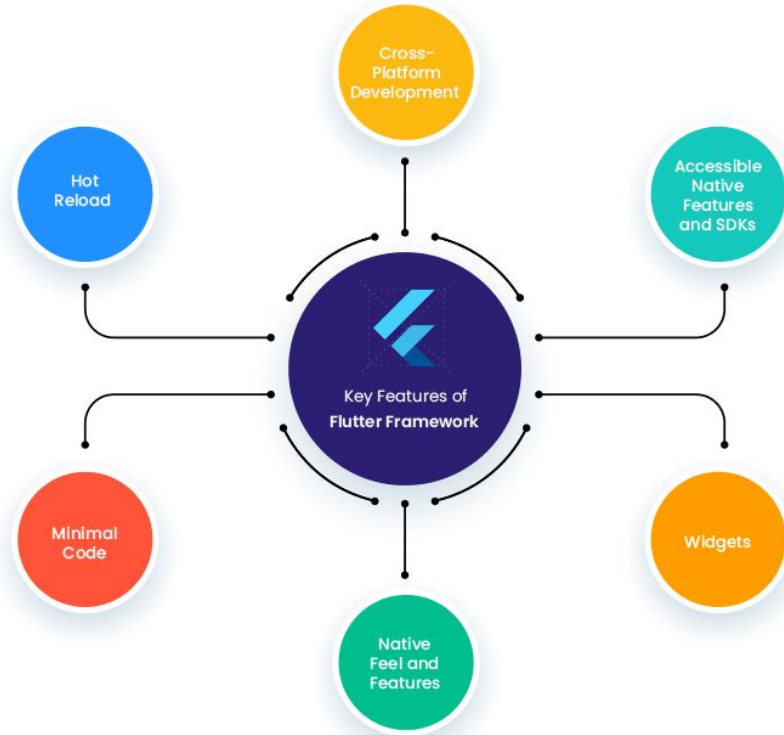 Cross-
Platform
Development
Hot
Reload
Accessible
Native
Features
and SDKs
Key Features of
Flutter Framework
Minimal
Code
Widgets
Native
Feel and
Features